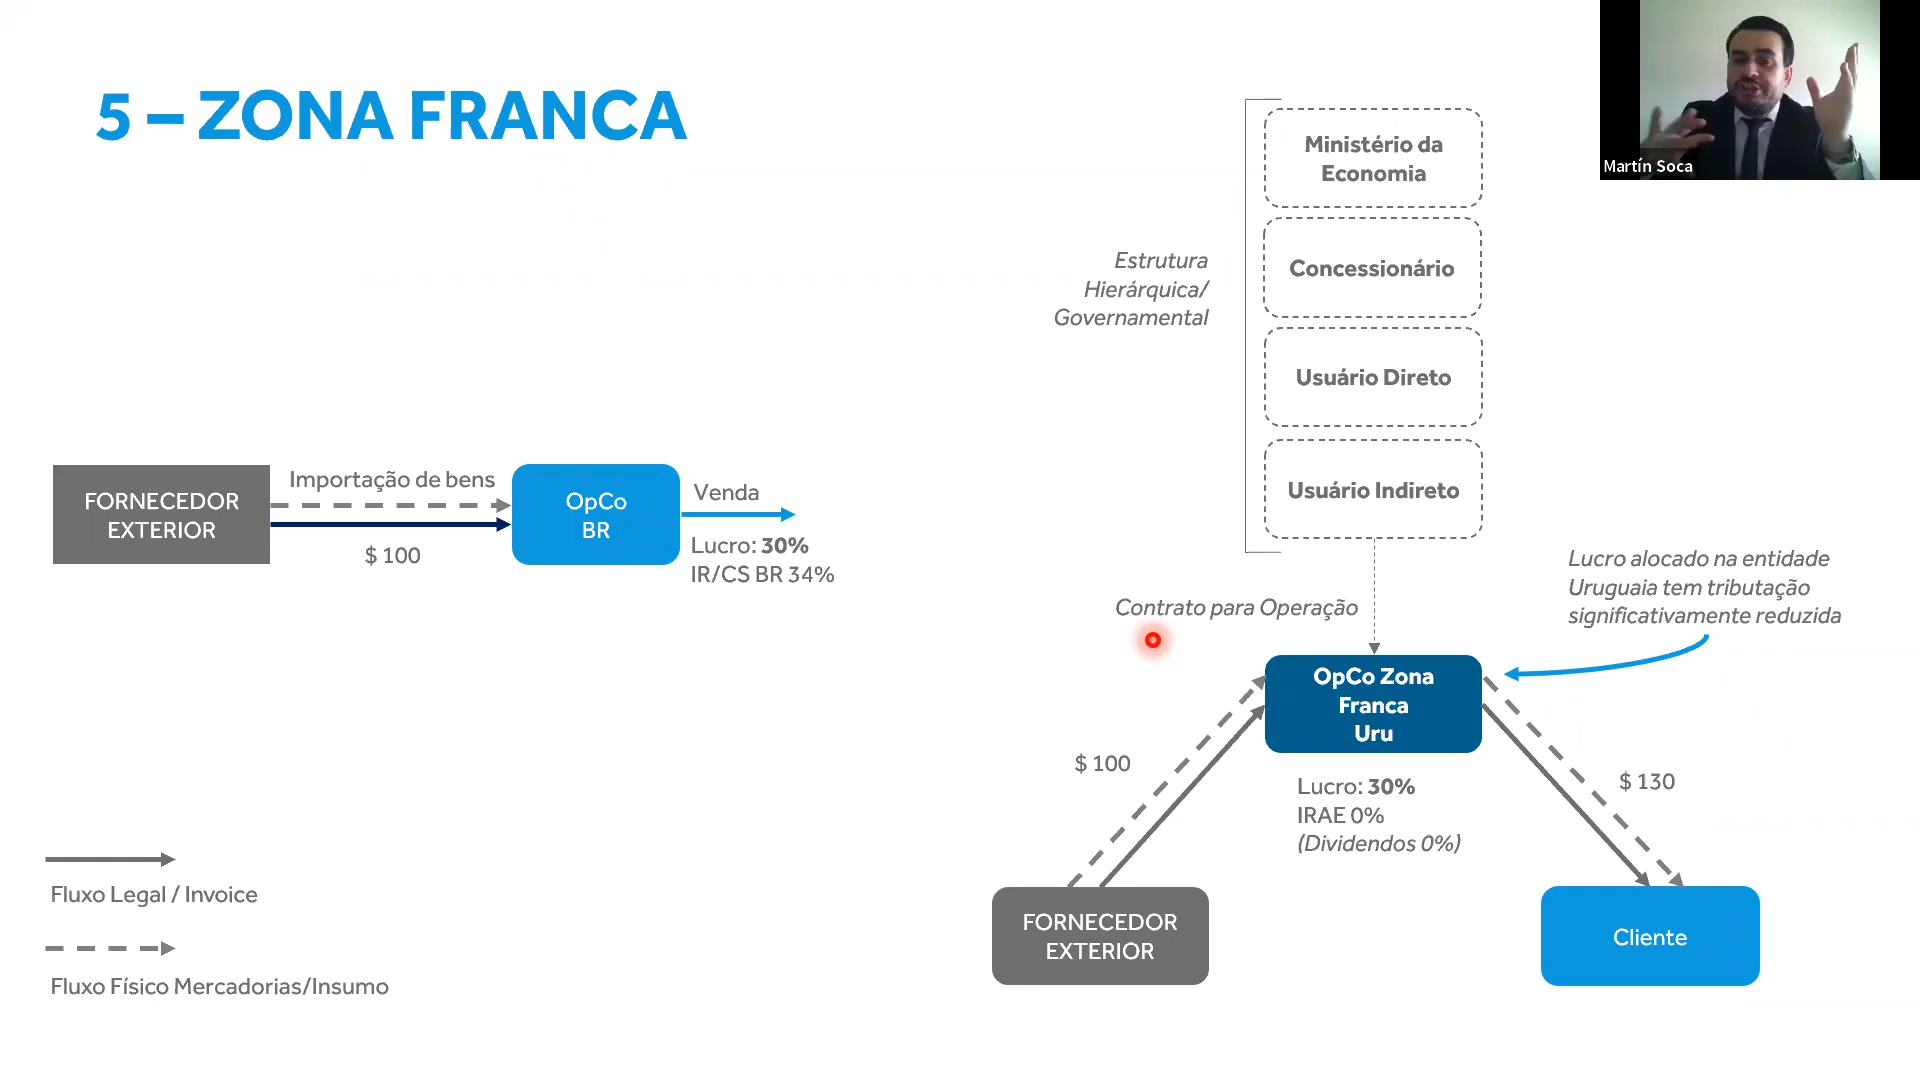 5 – ZONA FRANCA
Martín Soca
Ministério da
Economia
Concessionário
Usuário Direto
Usuário Indireto
Estrutura
Hierárquica/
Governamental
FORNECEDOR
EXTERIOR
Importação de bens
$ 100
OpCo
BR
Venda
Lucro: 30%
IR/CS BR 34%
Contrato para Operação
Lucro alocado na entidade
Uruguaia tem tributação
significativamente reduzida
OpCo Zona
Franca
Uru
$ 100
Lucro: 30%
IRAE 0%
(Dividendos 0%)
$ 130
FORNECEDOR
EXTERIOR
Cliente
Fluxo Legal / Invoice
Fluxo Físico Mercadorias/Insumo